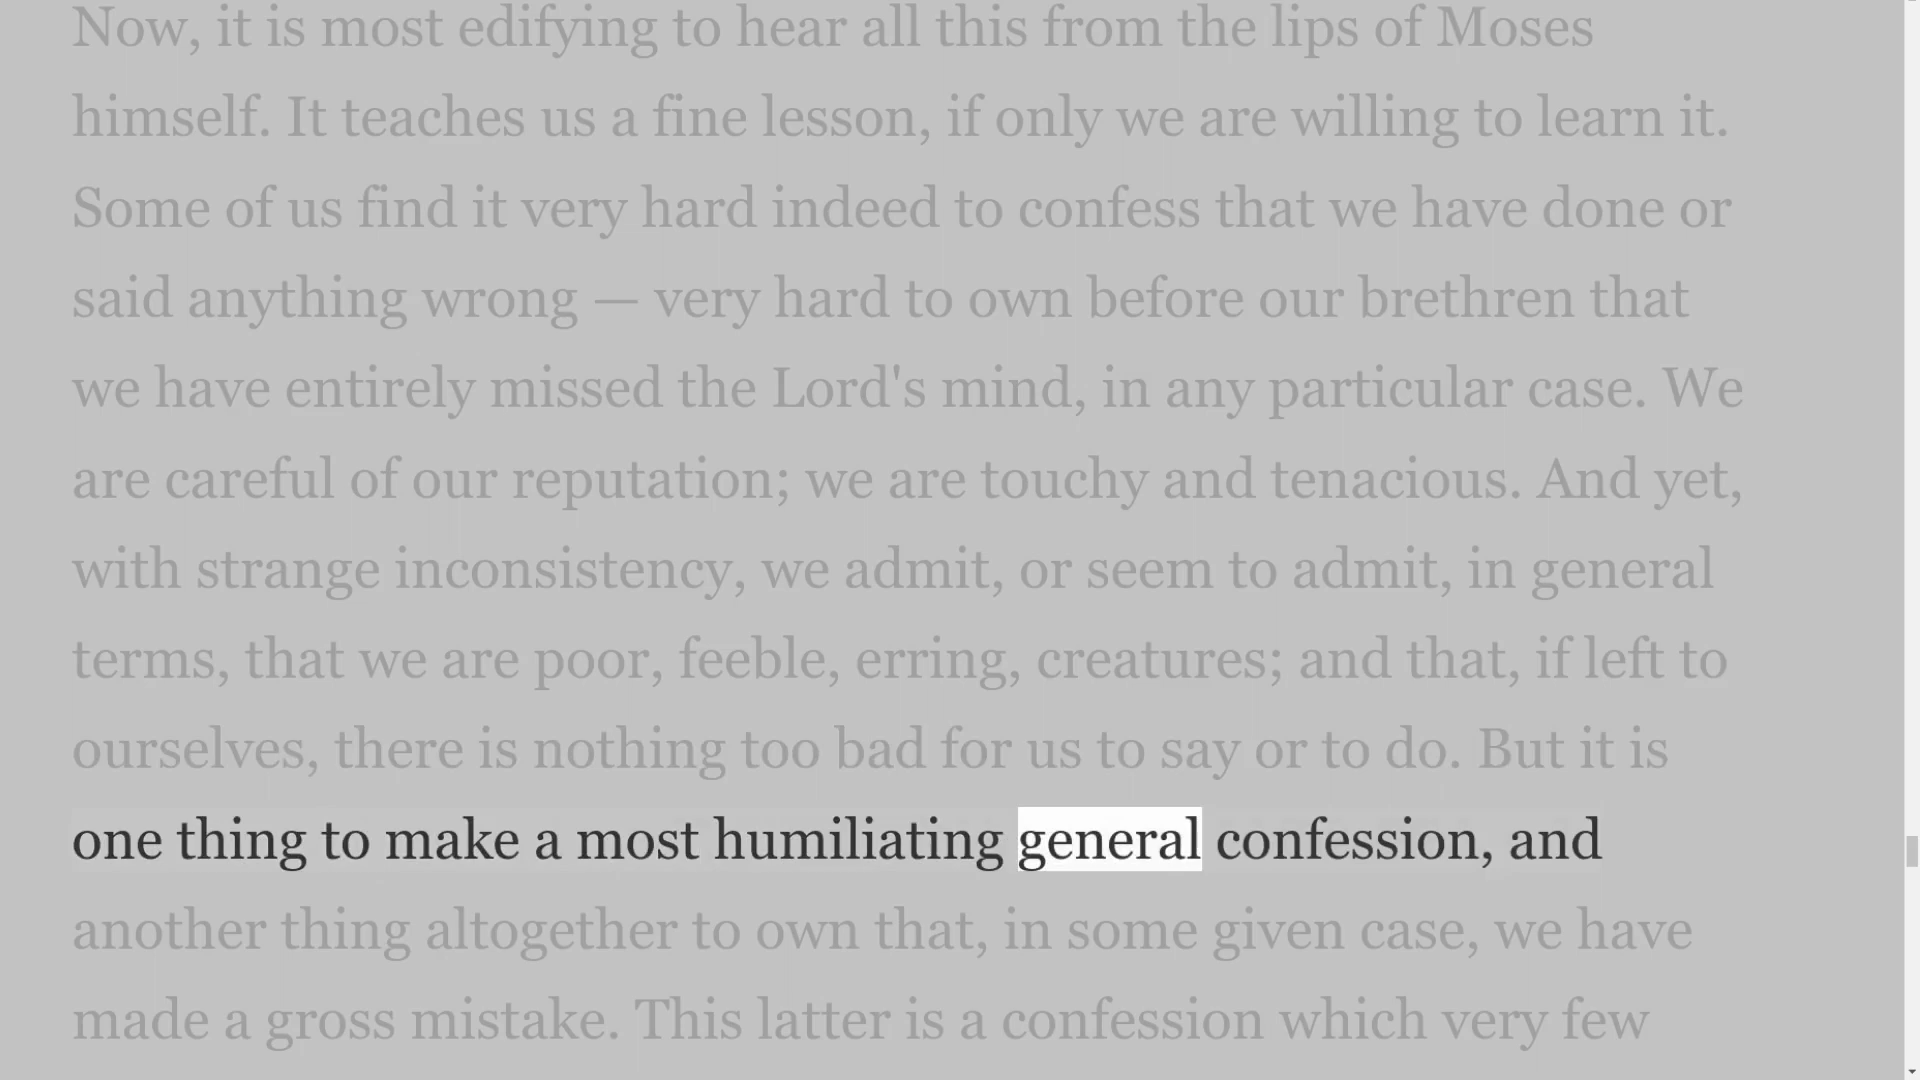 Now, it is most edifying to hear all this from the lips of Moses
himself. It teaches us a fine lesson, if only we are willing to learn it.
Some of us find it very hard indeed to confess that we have done or
said anything wrong — very hard to own before our brethren that
we have entirely missed the Lord's mind, in any particular case. We
are careful of our reputation; we are touchy and tenacious. And yet,
with strange inconsistency, we admit, or seem to admit, in general
terms, that we are poor, feeble, erring, creatures; and that, if left to
ourselves, there is nothing too bad for us to say or to do. But it is
one thing to make a most humiliating general confession, and
another thing altogether to own that, in some given case, we have
made a gross mistake. This latter is a confession which very few